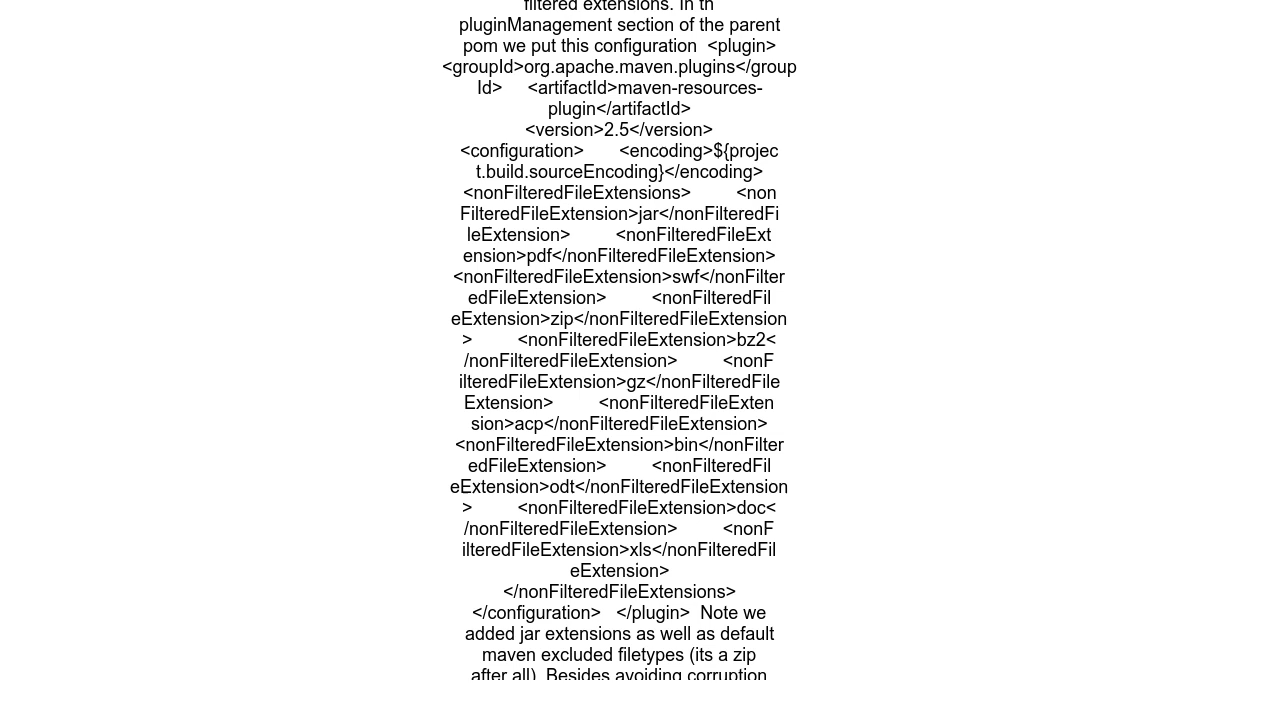 filtered extensions. In th
pluginManagement section of the parent
pom we put this configuration  <plugin>
<groupId>org.apache.maven.plugins</group
Id>     <artifactId>maven-resources-
plugin</artifactId>
<version>2.5</version>
<configuration>       <encoding>${projec
t.build.sourceEncoding}</encoding>
<nonFilteredFileExtensions>         <non
FilteredFileExtension>jar</nonFilteredFi
leExtension>         <nonFilteredFileExt
ension>pdf</nonFilteredFileExtension>
<nonFilteredFileExtension>swf</nonFilter
edFileExtension>         <nonFilteredFil
eExtension>zip</nonFilteredFileExtension
>         <nonFilteredFileExtension>bz2<
/nonFilteredFileExtension>         <nonF
ilteredFileExtension>gz</nonFilteredFile
Extension>         <nonFilteredFileExten
sion>acp</nonFilteredFileExtension>
<nonFilteredFileExtension>bin</nonFilter
edFileExtension>         <nonFilteredFil
eExtension>odt</nonFilteredFileExtension
>         <nonFilteredFileExtension>doc<
/nonFilteredFileExtension>         <nonF
ilteredFileExtension>xls</nonFilteredFil
eExtension>
</nonFilteredFileExtensions>
</configuration>   </plugin>  Note we
added jar extensions as well as default
maven excluded filetypes (its a zip
after all)  Besides avoiding corruption